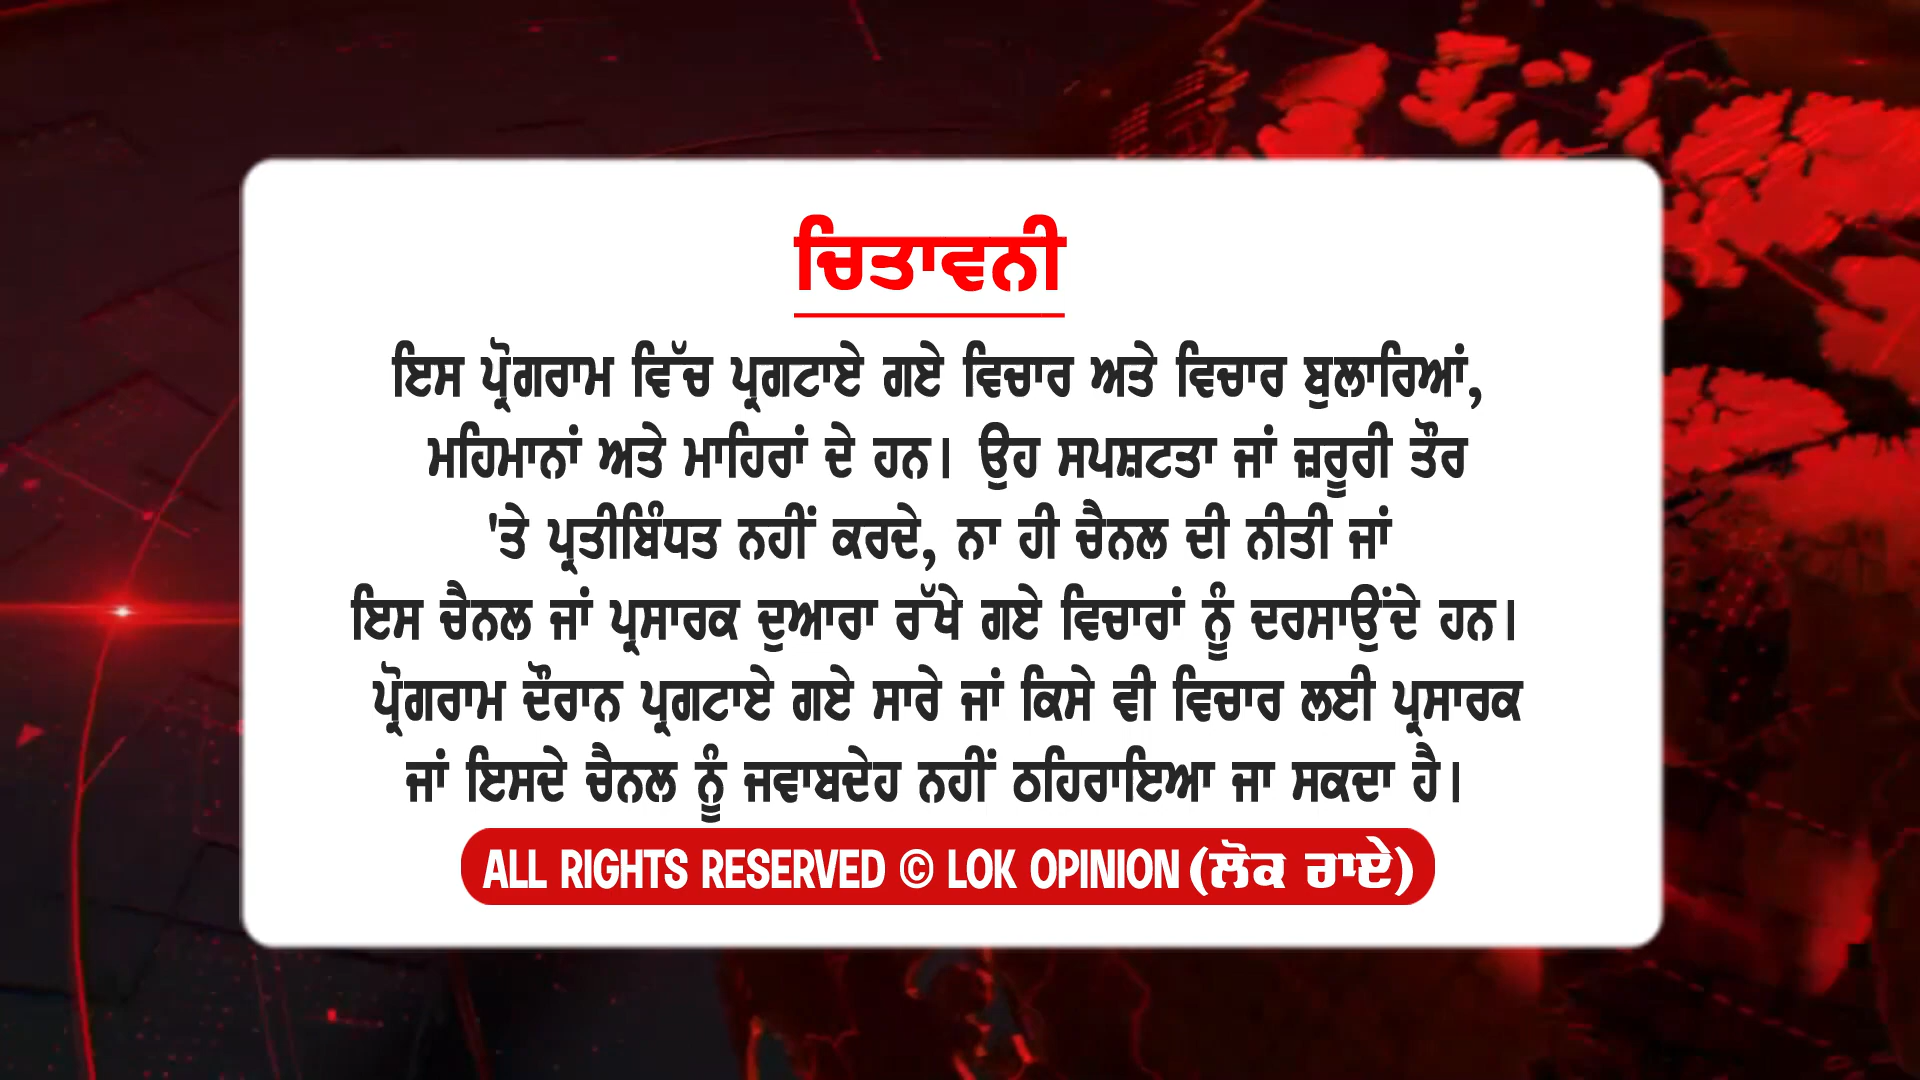 ਚਿਤਾਵਨੀ
ਇਸ ਪ੍ਰੋਗਰਾਮ ਵਿੱਚ ਪ੍ਰਗਟਾਏ ਗਏ ਵਿਚਾਰ ਅਤੇ ਵਿਚਾਰ ਬੁਲਾਰਿਆਂ,
ਮਹਿਮਾਨਾਂ ਅਤੇ ਮਾਹਿਰਾਂ ਦੇ ਹਨ। ਉਹ ਸਪਸ਼ਟਤਾ ਜਾਂ ਜ਼ਰੂਰੀ ਤੌਰ
'ਤੇ ਪ੍ਰਤੀਬਿੰਧਤ ਨਹੀਂ ਕਰਦੇ, ਨਾ ਹੀ ਚੈਨਲ ਦੀ ਨੀਤੀ ਜਾਂ
ਇਸ ਚੈਨਲ ਜਾਂ ਪ੍ਰਸਾਰਕ ਦੁਆਰਾ ਰੱਖੇ ਗਏ ਵਿਚਾਰਾਂ ਨੂੰ ਦਰਸਾਉਂਦੇ ਹਨ।
ਪ੍ਰੋਗਰਾਮ ਦੌਰਾਨ ਪ੍ਰਗਟਾਏ ਗਏ ਸਾਰੇ ਜਾਂ ਕਿਸੇ ਵੀ ਵਿਚਾਰ ਲਈ ਪ੍ਰਸਾਰਕ
ਜਾਂ ਇਸਦੇ ਚੈਨਲ ਨੂੰ ਜਵਾਬਦੇਹ ਨਹੀਂ ਠਹਿਰਾਇਆ ਜਾ ਸਕਦਾ ਹੈ।
ALL RIGHTS RESERVED © LOK OPINION (ਲੋਕ ਰਾਏ)